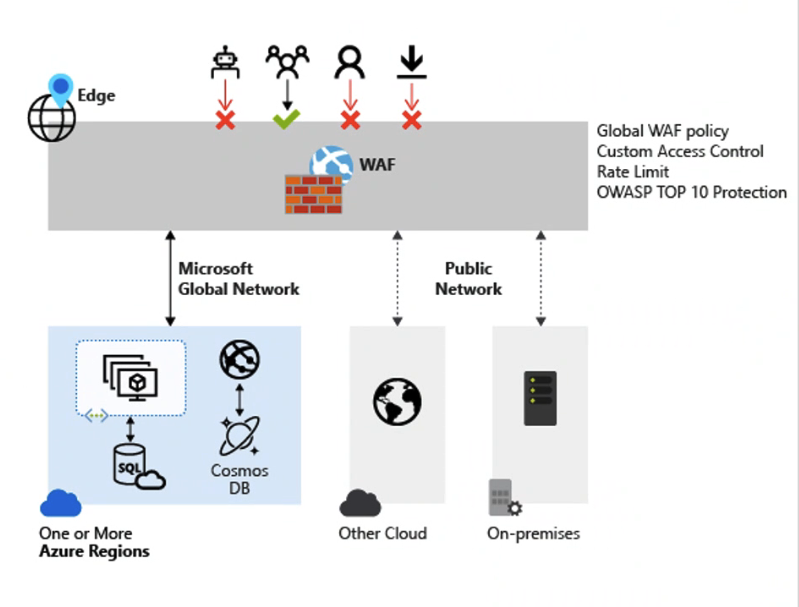 Edge
WAF
Global WAF policy
Custom Access Control
Rate Limit
OWASP TOP 10 Protection
Microsoft
Global Network
Public
Network
SQL
Cosmos
DB
One or More
Azure Regions
Other Cloud
On-premises